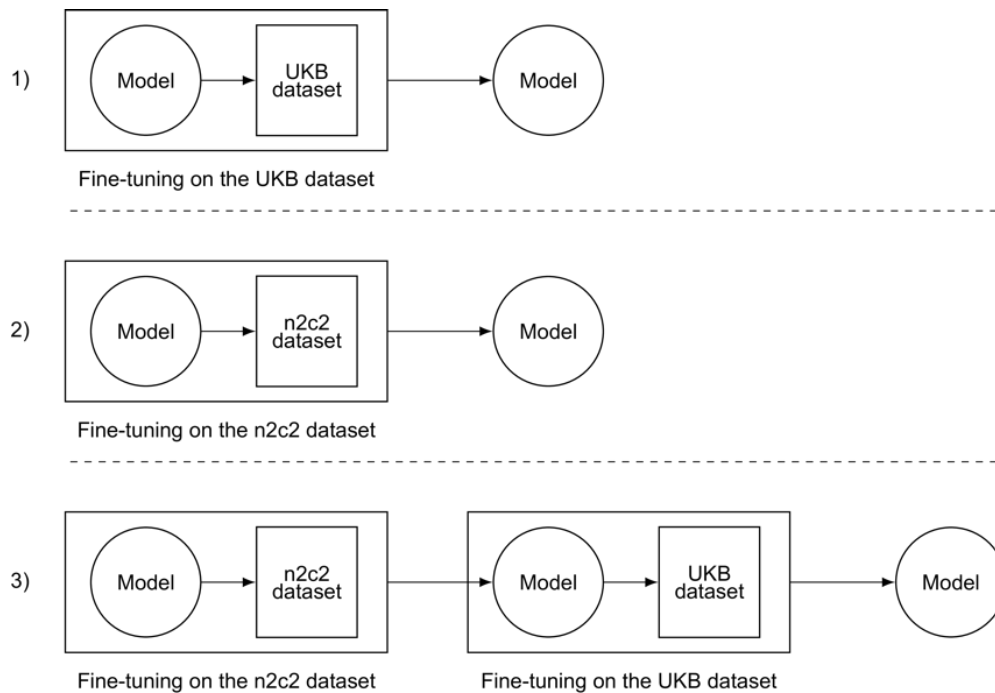 1)
Model
UKB
dataset
Model
Fine-tuning on the UKB dataset
2)
Model
n2c2
dataset
Model
Fine-tuning on the n2c2 dataset
3)
Model
n2c2
dataset
Model
UKB
dataset
Model
Fine-tuning on the n2c2 dataset
Fine-tuning on the UKB dataset